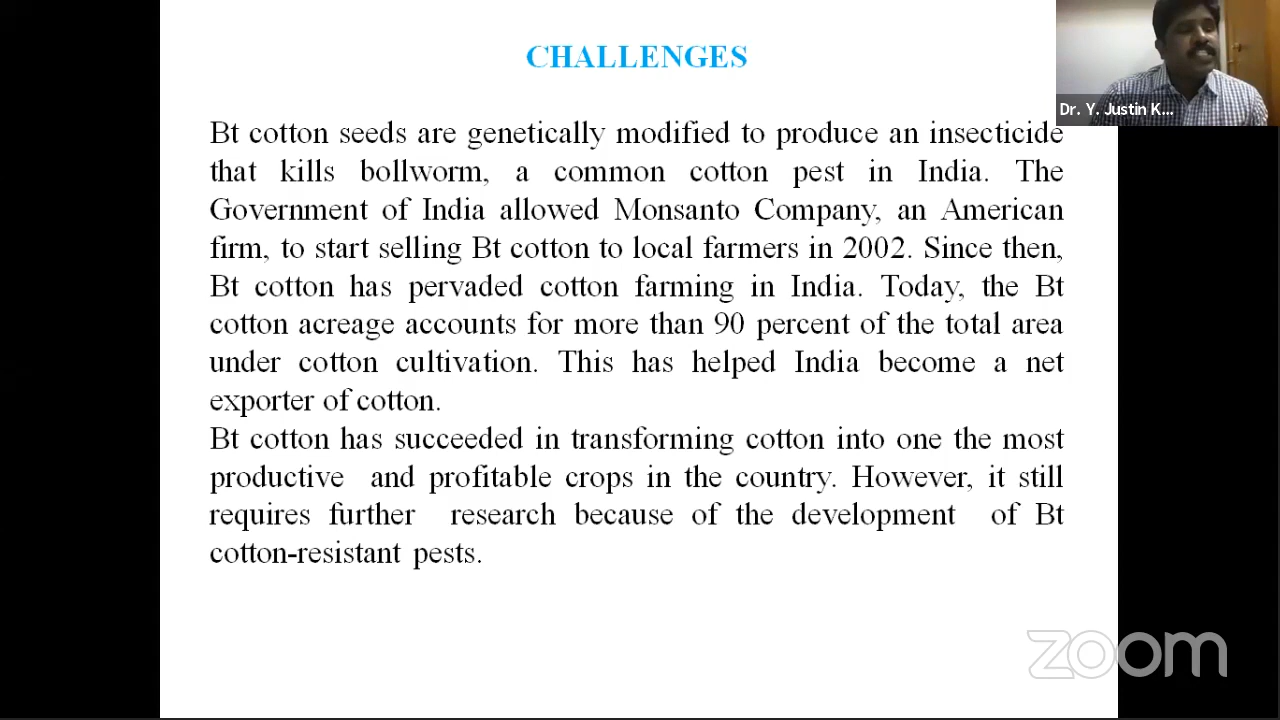 CHALLENGES
Dr. Y. Justin K...
Bt cotton seeds are genetically modified to produce an insecticide
that kills bollworm, a common cotton pest in India. The
Government of India allowed Monsanto Company, an American
firm, to start selling Bt cotton to local farmers in 2002. Since then,
Bt cotton has pervaded cotton farming in India. Today, the Bt
cotton acreage accounts for more than 90 percent of the total area
under cotton cultivation. This has helped India become a net
exporter of cotton.
Bt cotton has succeeded in transforming cotton into one the most
productive and profitable crops in the country. However, it still
requires further research because of the development of Bt
cotton-resistant pests.
zoom